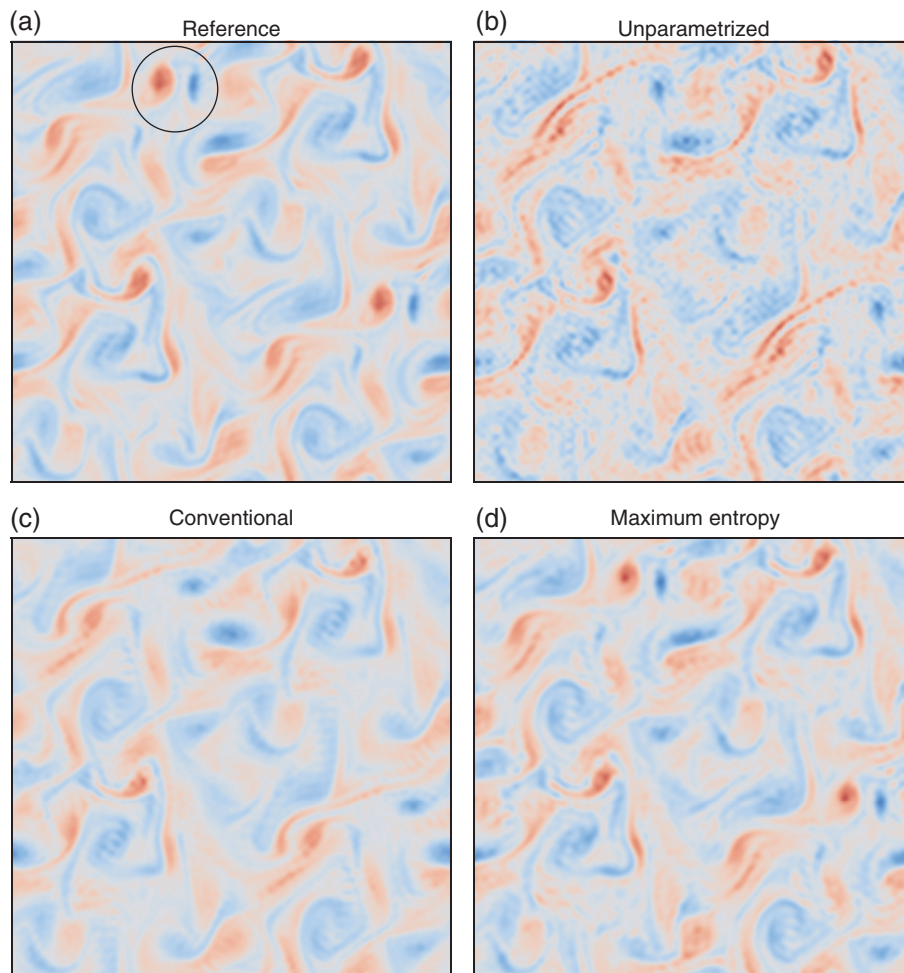 (a) Reference
(b) Unparametrized
(c) Conventional
(d) Maximum entropy